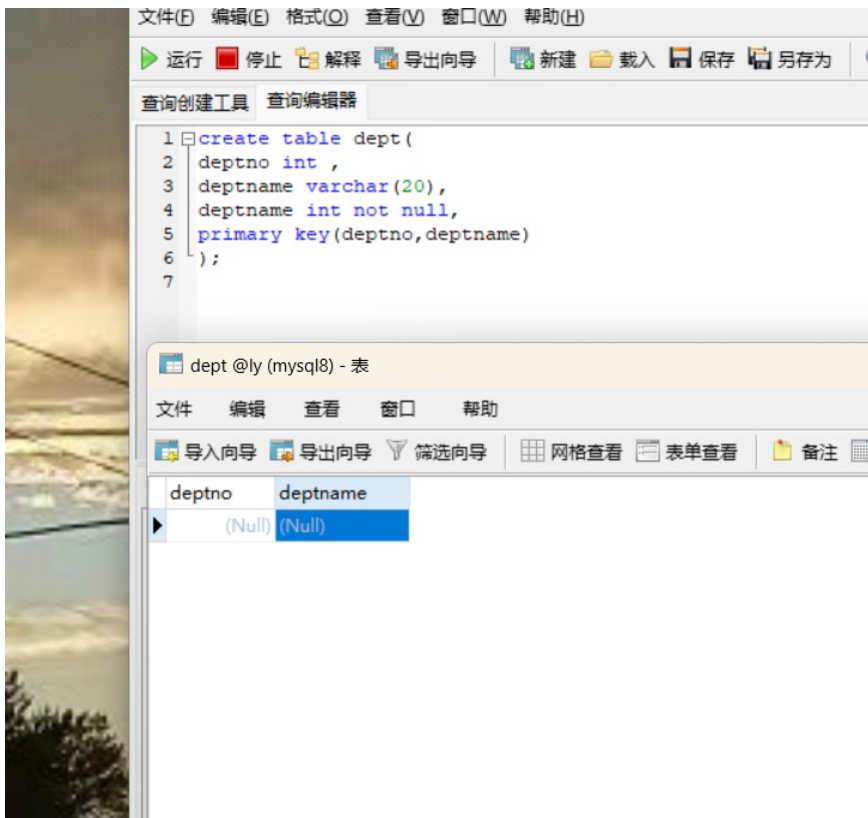 文件(F) 编辑(E) 格式(O) 查看(V) 窗口(W) 帮助(H)
运行 停止 解释 导出向导 新建 载入 保存 另存为
查询创建工具 查询编辑器
1 create table dept(
2 deptno int ,
3 deptname varchar(20),
4 deptname int not null,
5 primary key(deptno,deptname)
6 );
7
dept @ly (mysql8) - 表
文件 编辑 查看 窗口 帮助
导入向导 导出向导 筛选向导 网格查看 表单查看 备注
deptno deptname
(Null) (Null)